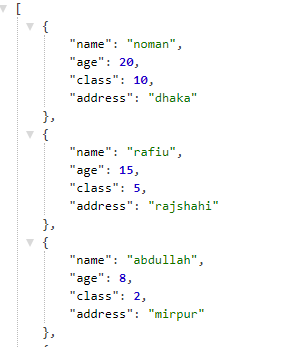 [
{
"name": "noman",
"age": 20,
"class": 10,
"address": "dhaka"
},
{
"name": "rafiu",
"age": 15,
"class": 5,
"address": "rajshahi"
},
{
"name": "abdullah",
"age": 8,
"class": 2,
"address": "mirpur"
},